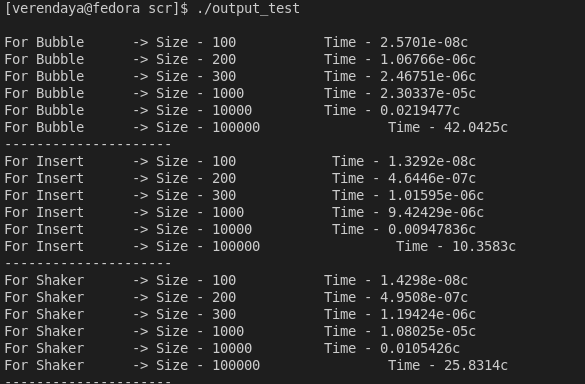 [verendaya@fedora scr]$ ./output_test
For Bubble -> Size - 100 Time - 2.5701e-08c
For Bubble -> Size - 200 Time - 1.06766e-06c
For Bubble -> Size - 300 Time - 2.46751e-06c
For Bubble -> Size - 1000 Time - 2.30337e-05c
For Bubble -> Size - 10000 Time - 0.0219477c
For Bubble -> Size - 100000 Time - 42.0425c
---------------------
For Insert -> Size - 100 Time - 1.3292e-08c
For Insert -> Size - 200 Time - 4.6446e-07c
For Insert -> Size - 300 Time - 1.01595e-06c
For Insert -> Size - 1000 Time - 9.42429e-06c
For Insert -> Size - 10000 Time - 0.00947836c
For Insert -> Size - 100000 Time - 10.3583c
---------------------
For Shaker -> Size - 100 Time - 1.4298e-08c
For Shaker -> Size - 200 Time - 4.9508e-07c
For Shaker -> Size - 300 Time - 1.19424e-06c
For Shaker -> Size - 1000 Time - 1.08025e-05c
For Shaker -> Size - 10000 Time - 0.0105426c
For Shaker -> Size - 100000 Time - 25.8314c
---------------------